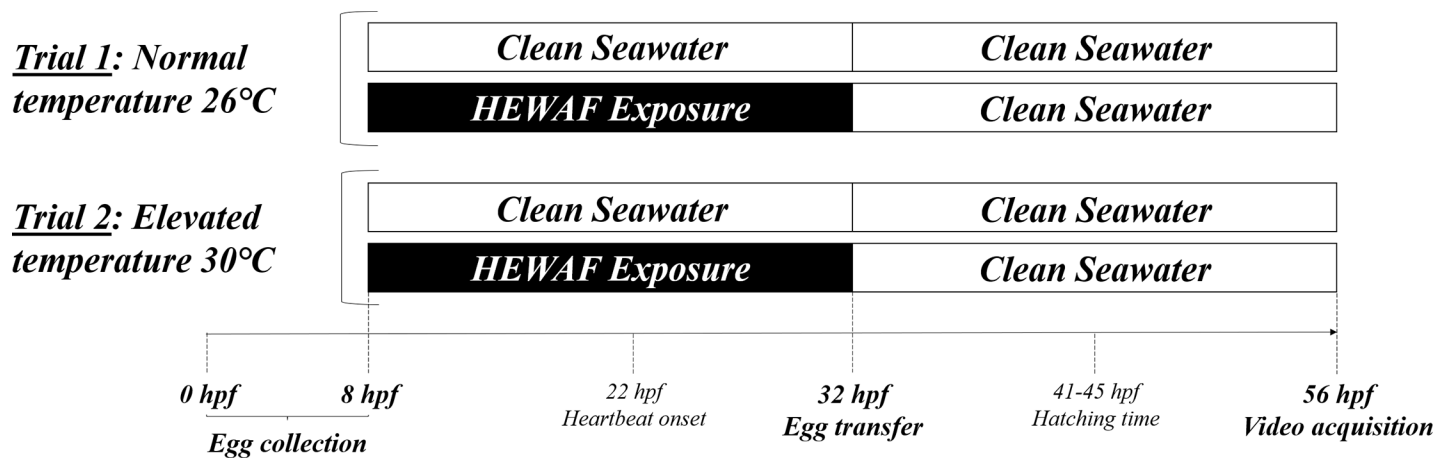 Trial 1: Normal
temperature 26°C
Clean Seawater
Clean Seawater
HEWAF Exposure
Clean Seawater
Trial 2: Elevated
temperature 30°C
Clean Seawater
Clean Seawater
HEWAF Exposure
Clean Seawater
0 hpf
8 hpf
Egg collection
22 hpf
Heartbeat onset
32 hpf
Egg transfer
41-45 hpf
Hatching time
56 hpf
Video acquisition